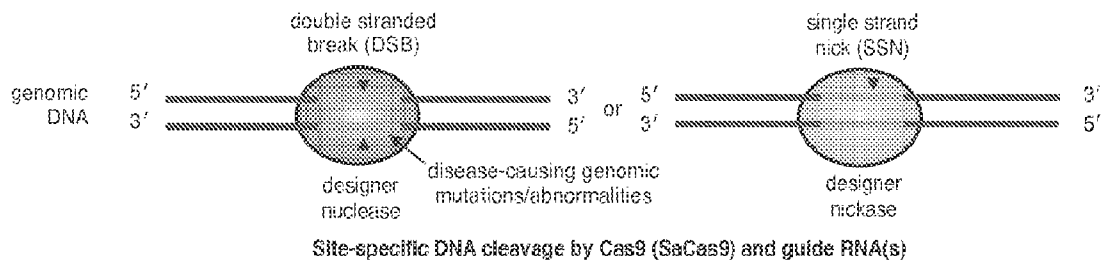 double stranded
break (DSB)
single strand
nick (SSN)
genomic
DNA
5′
3′
3′
5′
or
5′
3′
3′
5′
disease-causing genomic
mutations/abnormalities
designer
nuclease
designer
nickase
Site-specific DNA cleavage by Cas9 (SaCas9) and guide RNA(s)